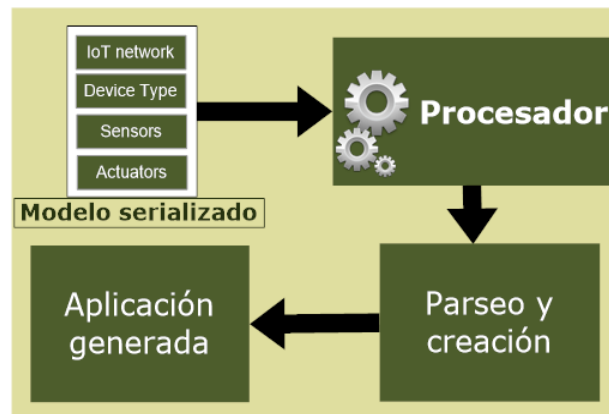 IoT network
Device Type
Sensors
Actuators
Modelo serializado
Procesador
Parseo y
creación
Aplicación
generada